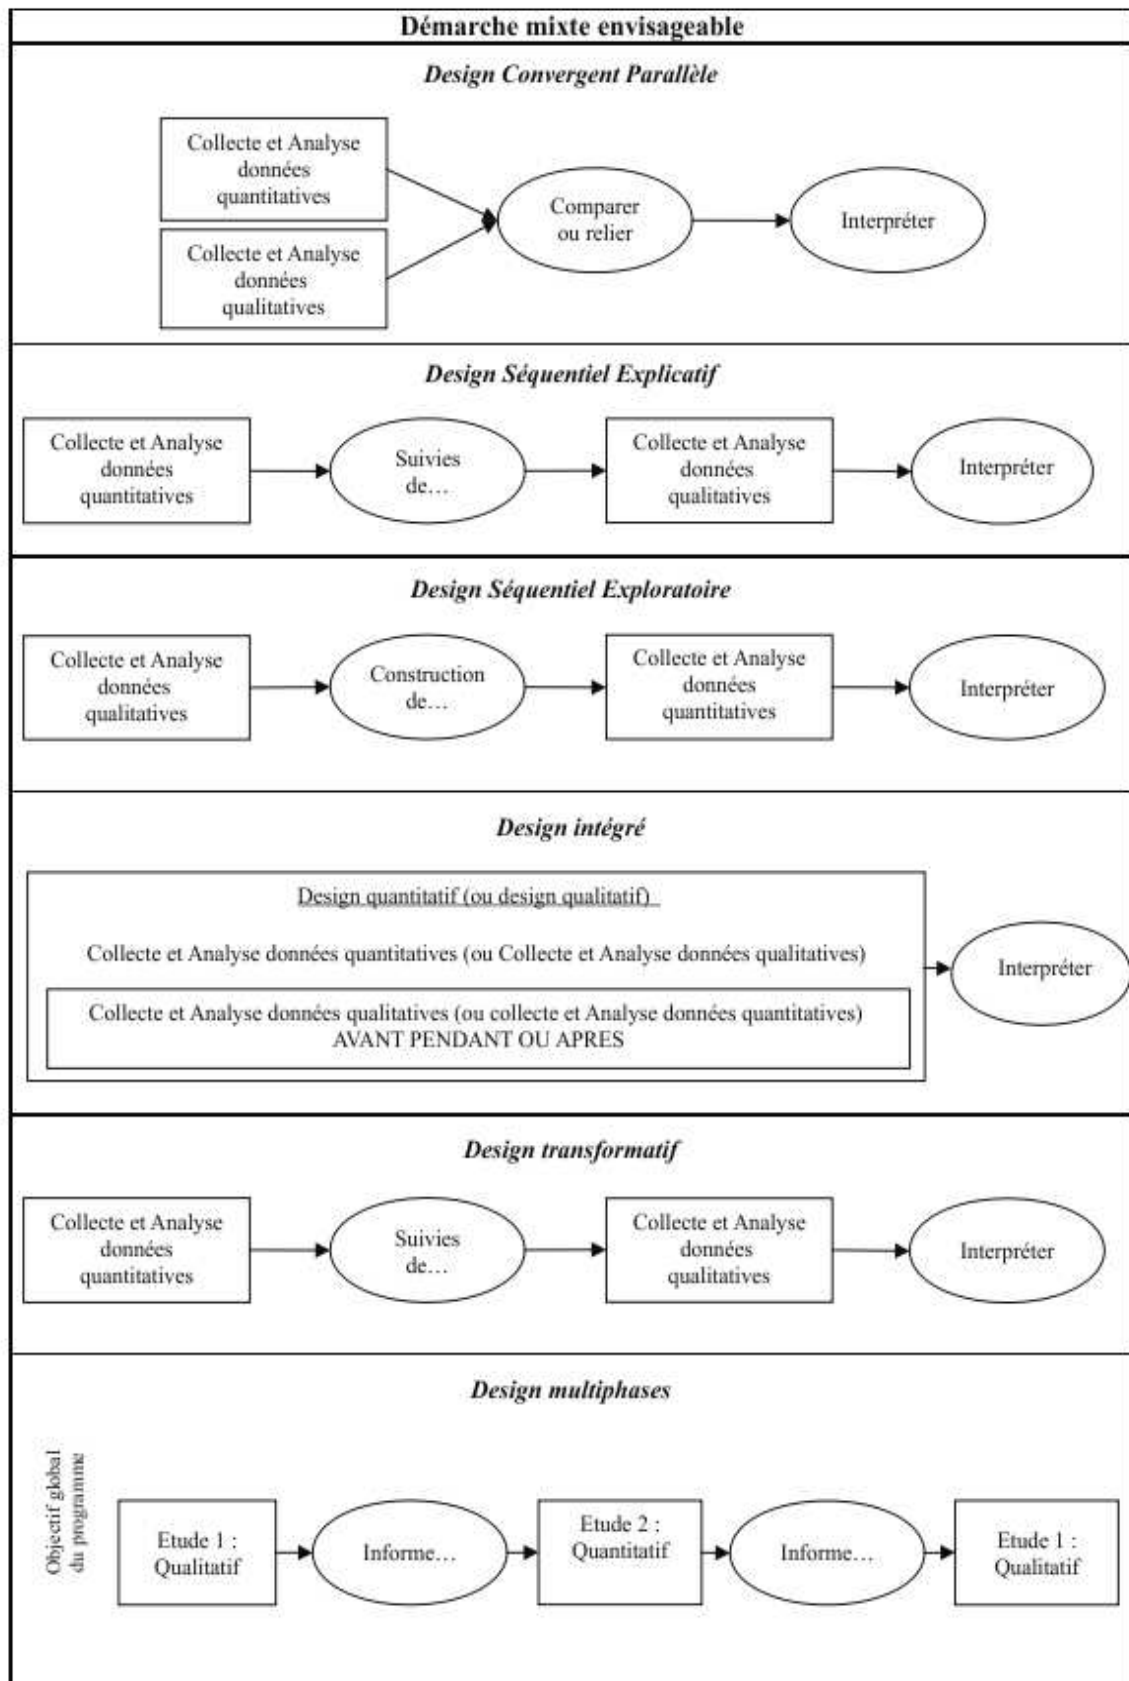 Démarche mixte envisageable
Design Convergent Parallèle
Collecte et Analyse
données
quantitatives
Collecte et Analyse
données
qualitatives
Comparer
ou relier
Interpréter
Design Séquentiel Explicatif
Collecte et Analyse
données
quantitatives
Suivies
de…
Collecte et Analyse
données
qualitatives
Interpréter
Design Séquentiel Exploratoire
Collecte et Analyse
données
qualitatives
Construction
de…
Collecte et Analyse
données
quantitatives
Interpréter
Design intégré
Design quantitatif (ou design qualitatif)
Collecte et Analyse données quantitatives (ou Collecte et Analyse données qualitatives)
Collecte et Analyse données qualitatives (ou collecte et Analyse données quantitatives)
AVANT PENDANT OU APRES
Interpréter
Design transformatif
Collecte et Analyse
données
quantitatives
Suivies
de…
Collecte et Analyse
données
qualitatives
Interpréter
Design multiphases
Objectif global
du programme
Etude 1 :
Qualitatif
Informe…
Etude 2 :
Quantitatif
Informe…
Etude 1 :
Qualitatif